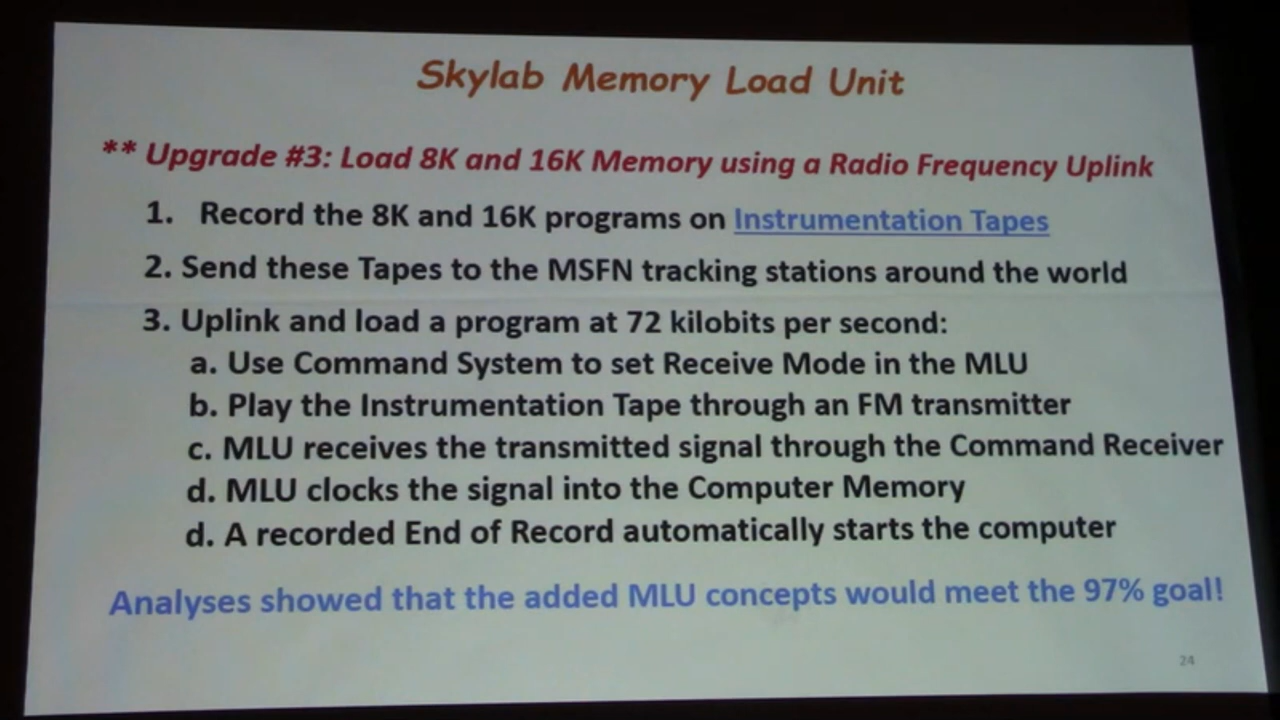 Skylab Memory Load Unit
** Upgrade #3: Load 8K and 16K Memory using a Radio Frequency Uplink
1. Record the 8K and 16K programs on Instrumentation Tapes
2. Send these Tapes to the MSFN tracking stations around the world
3. Uplink and load a program at 72 kilobits per second:
a. Use Command System to set Receive Mode in the MLU
b. Play the Instrumentation Tape through an FM transmitter
c. MLU receives the transmitted signal through the Command Receiver
d. MLU clocks the signal into the Computer Memory
d. A recorded End of Record automatically starts the computer
Analyses showed that the added MLU concepts would meet the 97% goal!
24